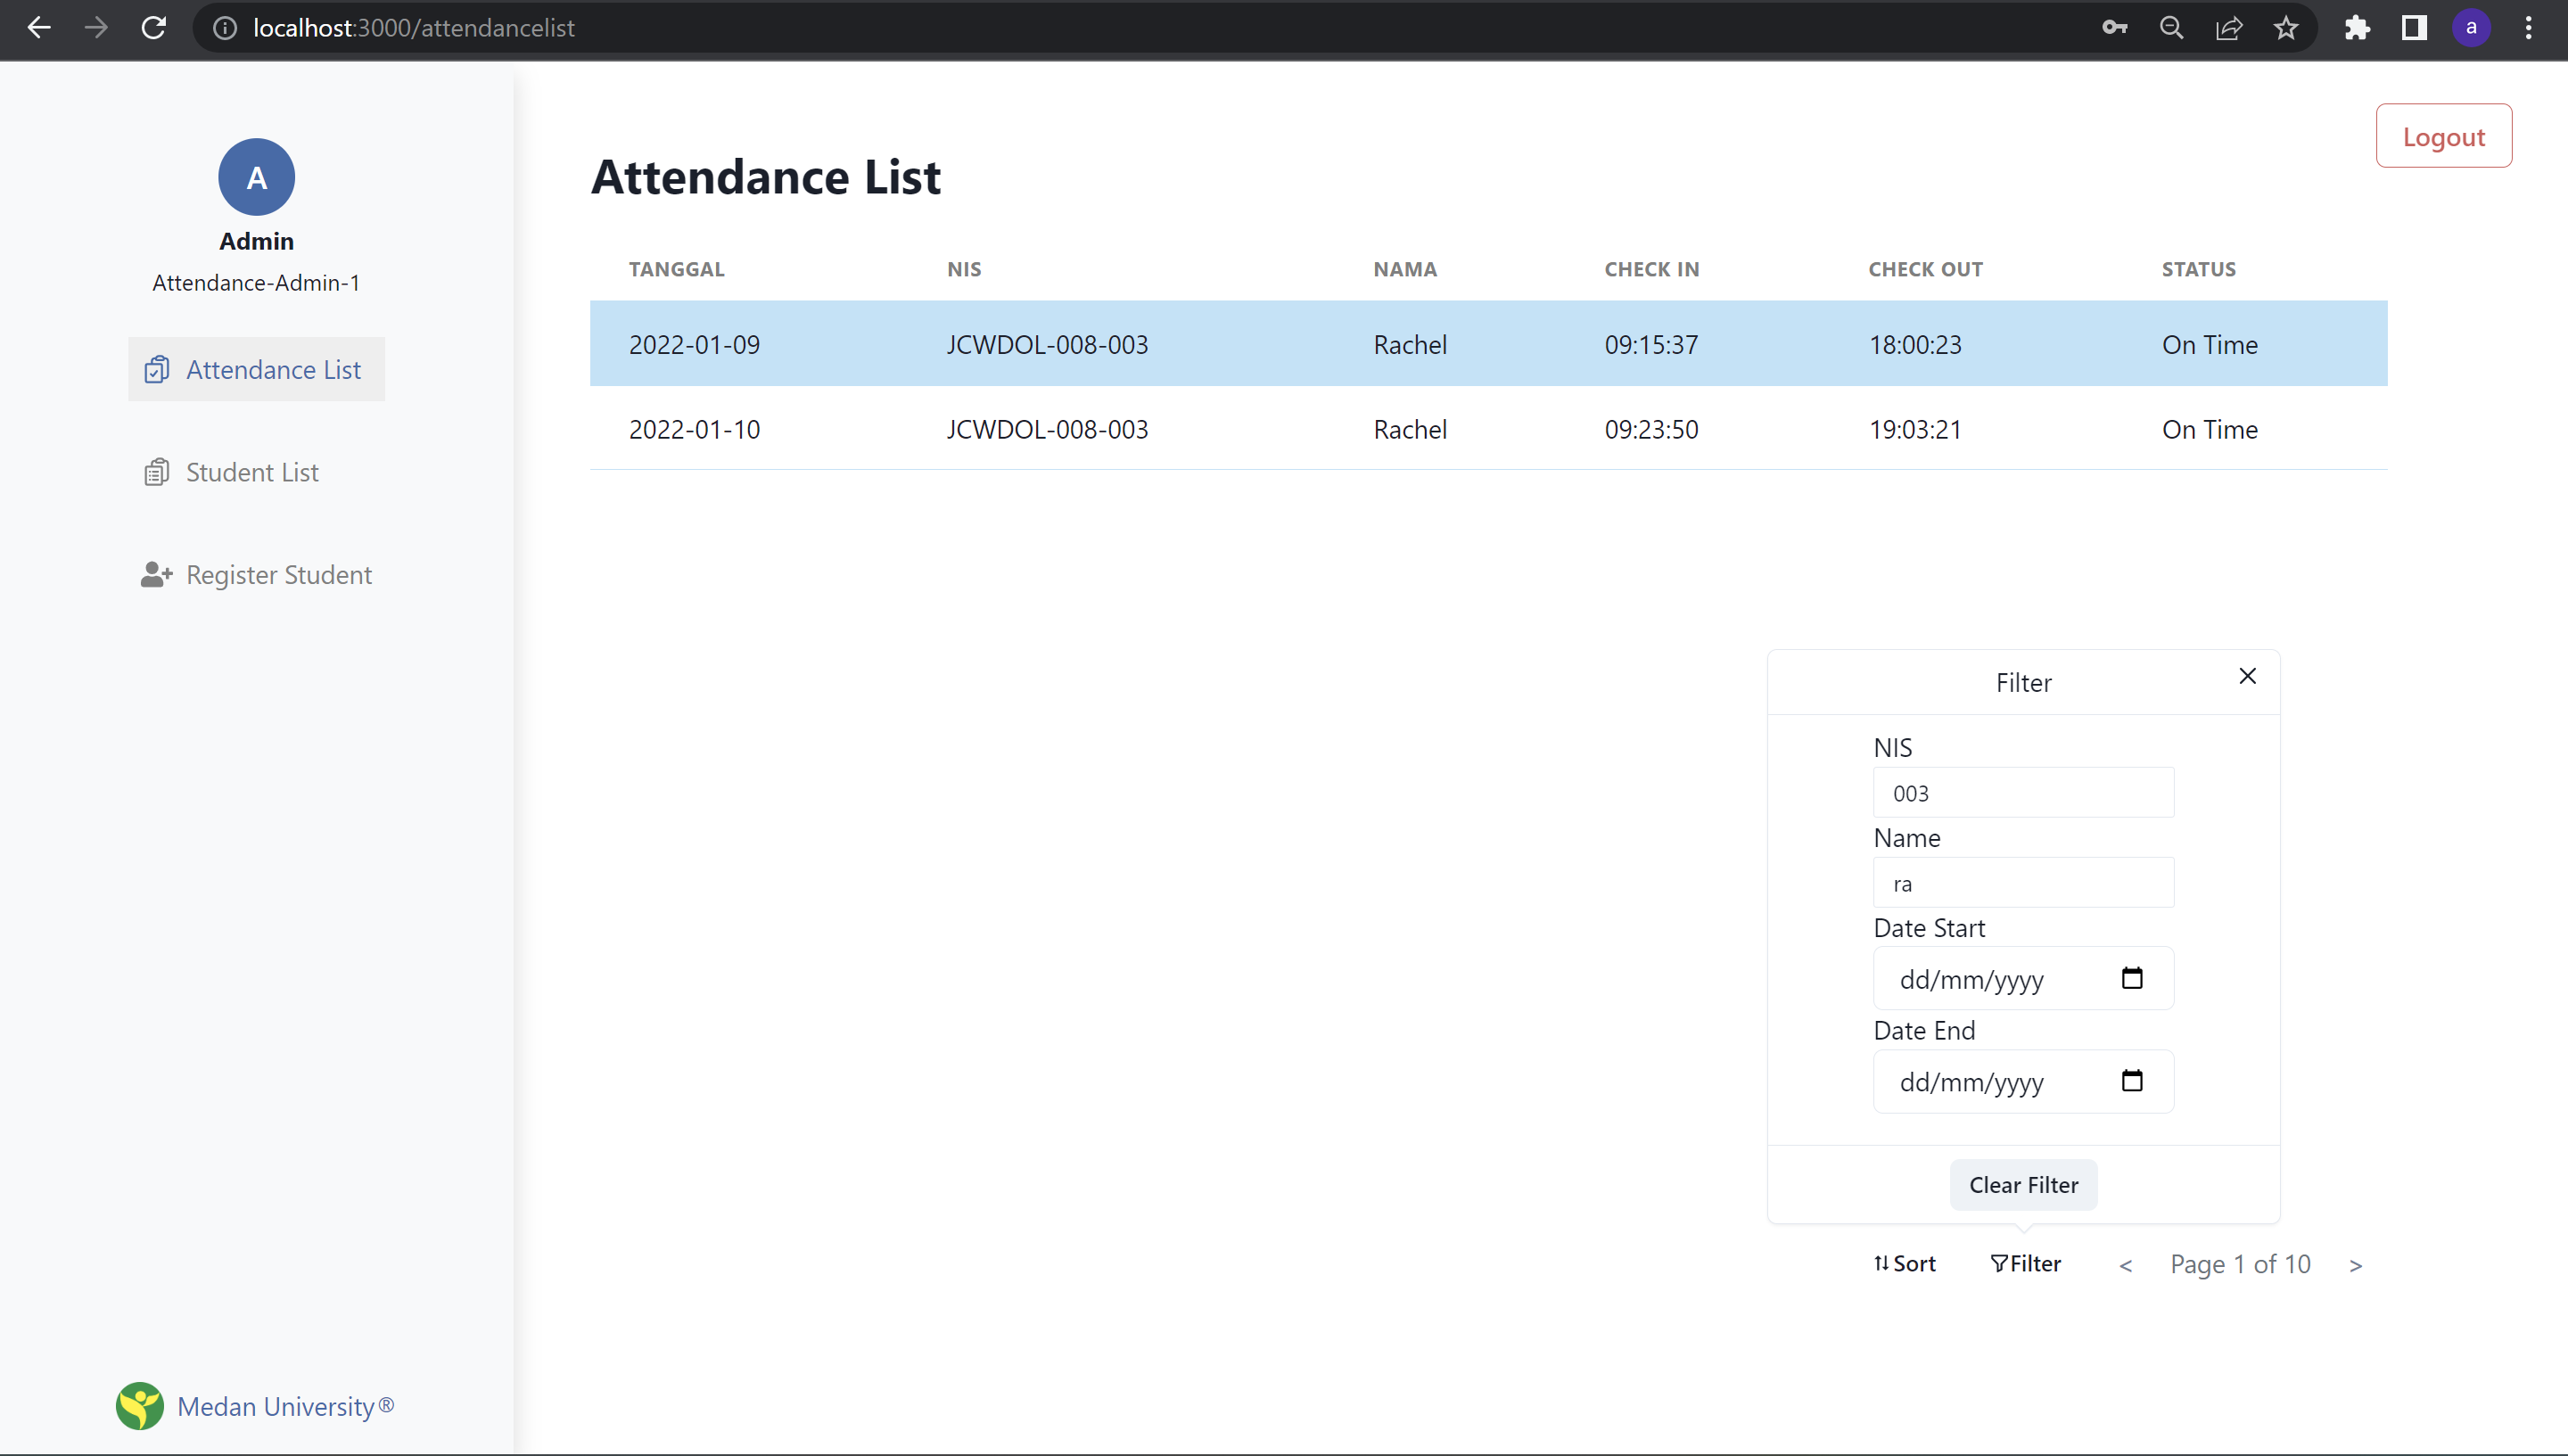 localhost:3000/attendancelist
a
A
Admin
Attendance-Admin-1
Attendance List
Student List
Register Student
Medan University®
Logout
Attendance List
TANGGAL NIS NAMA CHECK IN CHECK OUT STATUS
2022-01-09 JCWDOL-008-003 Rachel 09:15:37 18:00:23 On Time
2022-01-10 JCWDOL-008-003 Rachel 09:23:50 19:03:21 On Time
Filter
NIS
003
Name
ra
Date Start
dd/mm/yyyy
Date End
dd/mm/yyyy
Clear Filter
Sort Filter < Page 1 of 10 >